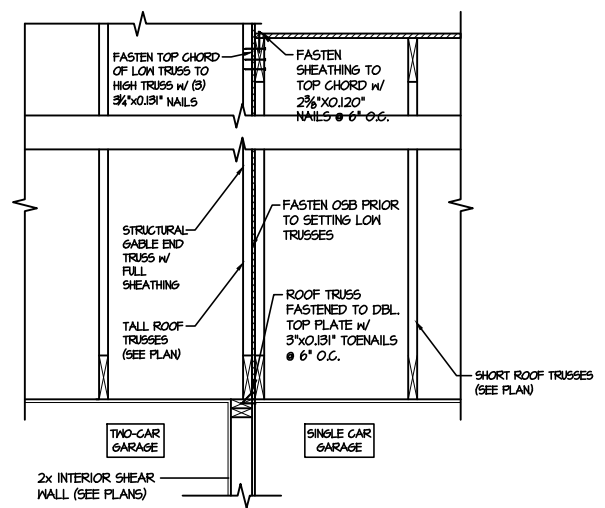 FASTEN TOP CHORD
OF LOW TRUSS TO
HIGH TRUSS W/ (3)
3¼"X0.131" NAILS
FASTEN
SHEATHING TO
TOP CHORD W/
2⅜"X0.120"
NAILS @ 6" O.C.
STRUCTURAL
GABLE END
TRUSS W/
FULL
SHEATHING
FASTEN OSB PRIOR
TO SETTING LOW
TRUSSES
TALL ROOF
TRUSSES
(SEE PLAN)
ROOF TRUSS
FASTENED TO DBL.
TOP PLATE W/
3"X0.131" TOENAILS
@ 6" O.C.
SHORT ROOF TRUSSES
(SEE PLAN)
TWO-CAR
GARAGE
SINGLE CAR
GARAGE
2x INTERIOR SHEAR
WALL (SEE PLANS)